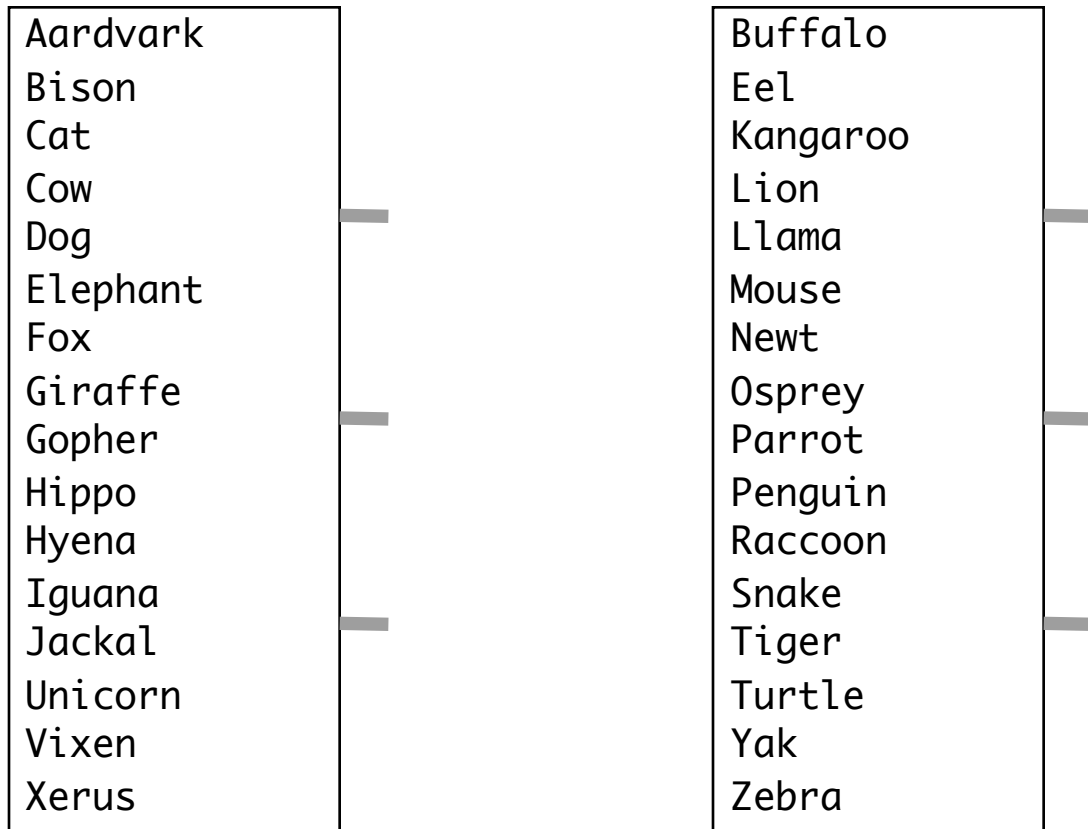 Aardvark
Bison
Cat
Cow
Dog
Elephant
Fox
Giraffe
Gopher
Hippo
Hyena
Iguana
Jackal
Unicorn
Vixen
Xerus
Buffalo
Eel
Kangaroo
Lion
Llama
Mouse
Newt
Osprey
Parrot
Penguin
Raccoon
Snake
Tiger
Turtle
Yak
Zebra